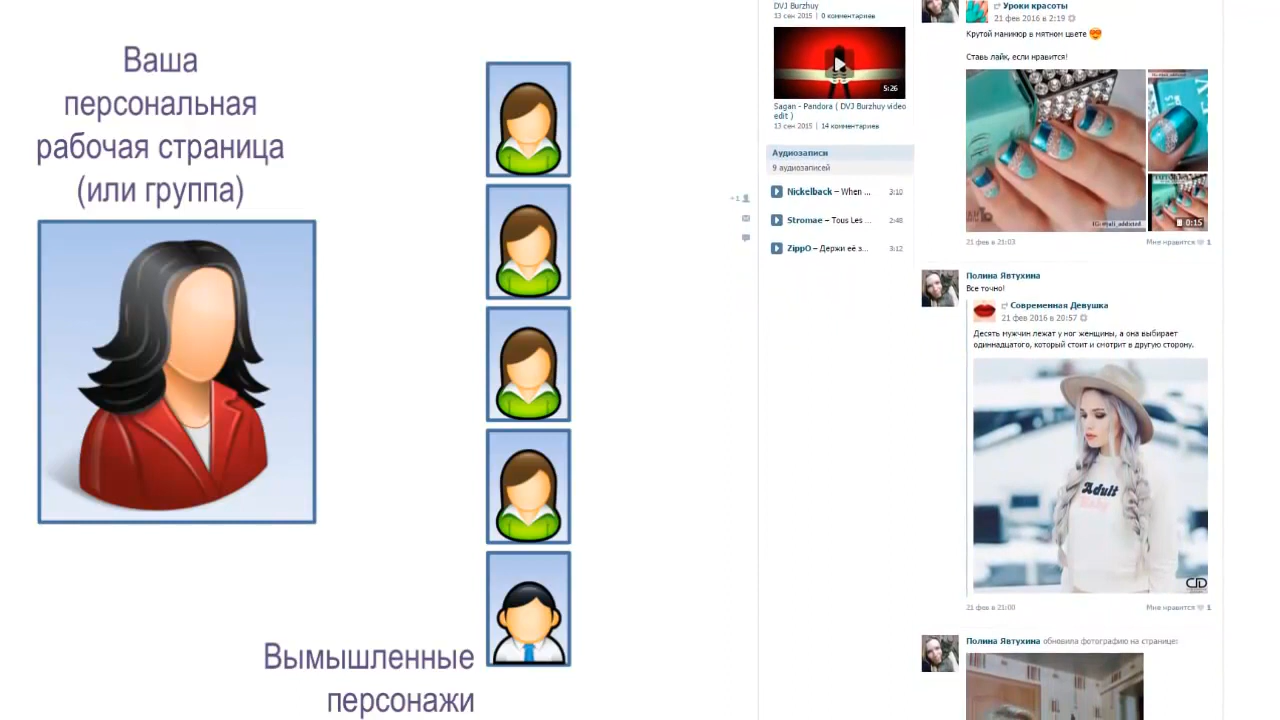 Ваша
персональная
рабочая страница
(или группа)
Вымышленные
персонажи
DVJ Burzhuy
13 сен 2015 | 0 комментариев
5:26
Sagan - Pandora ( DVJ Burzhuy video
edit )
13 сен 2015 | 14 комментариев
Аудиозаписи
9 аудиозаписей
Nickelback – When ... 3:10
Stromae – Tous Les ... 2:48
ZippO – Держи её з... 3:12
+1
Уроки красоты
21 фев 2016 в 2:19
Крутой маникюр в мятном цвете
Ставь лайк, если нравится!
0:15
21 фев в 21:03 Мне нравится 1
Полина Явтухина
Все точно!
Современная Девушка
21 фев 2016 в 20:57
Десять мужчин лежат у ног женщины, а она выбирает
одиннадцатого, который стоит и смотрит в другую сторону.
Adult
21 фев в 21:00 Мне нравится 1
Полина Явтухина обновила фотографию на странице: